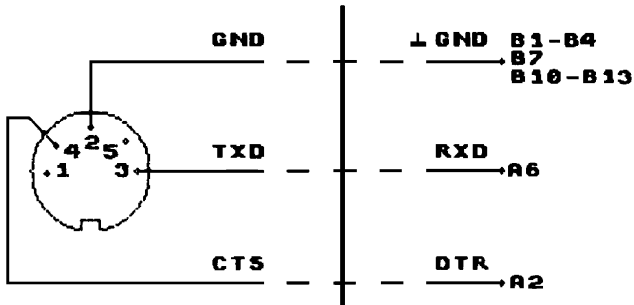 GND ⊥ GND B1-B4
B7
B10-B13
4 2 5
1 3
TXD RXD A6
CTS DTR A2